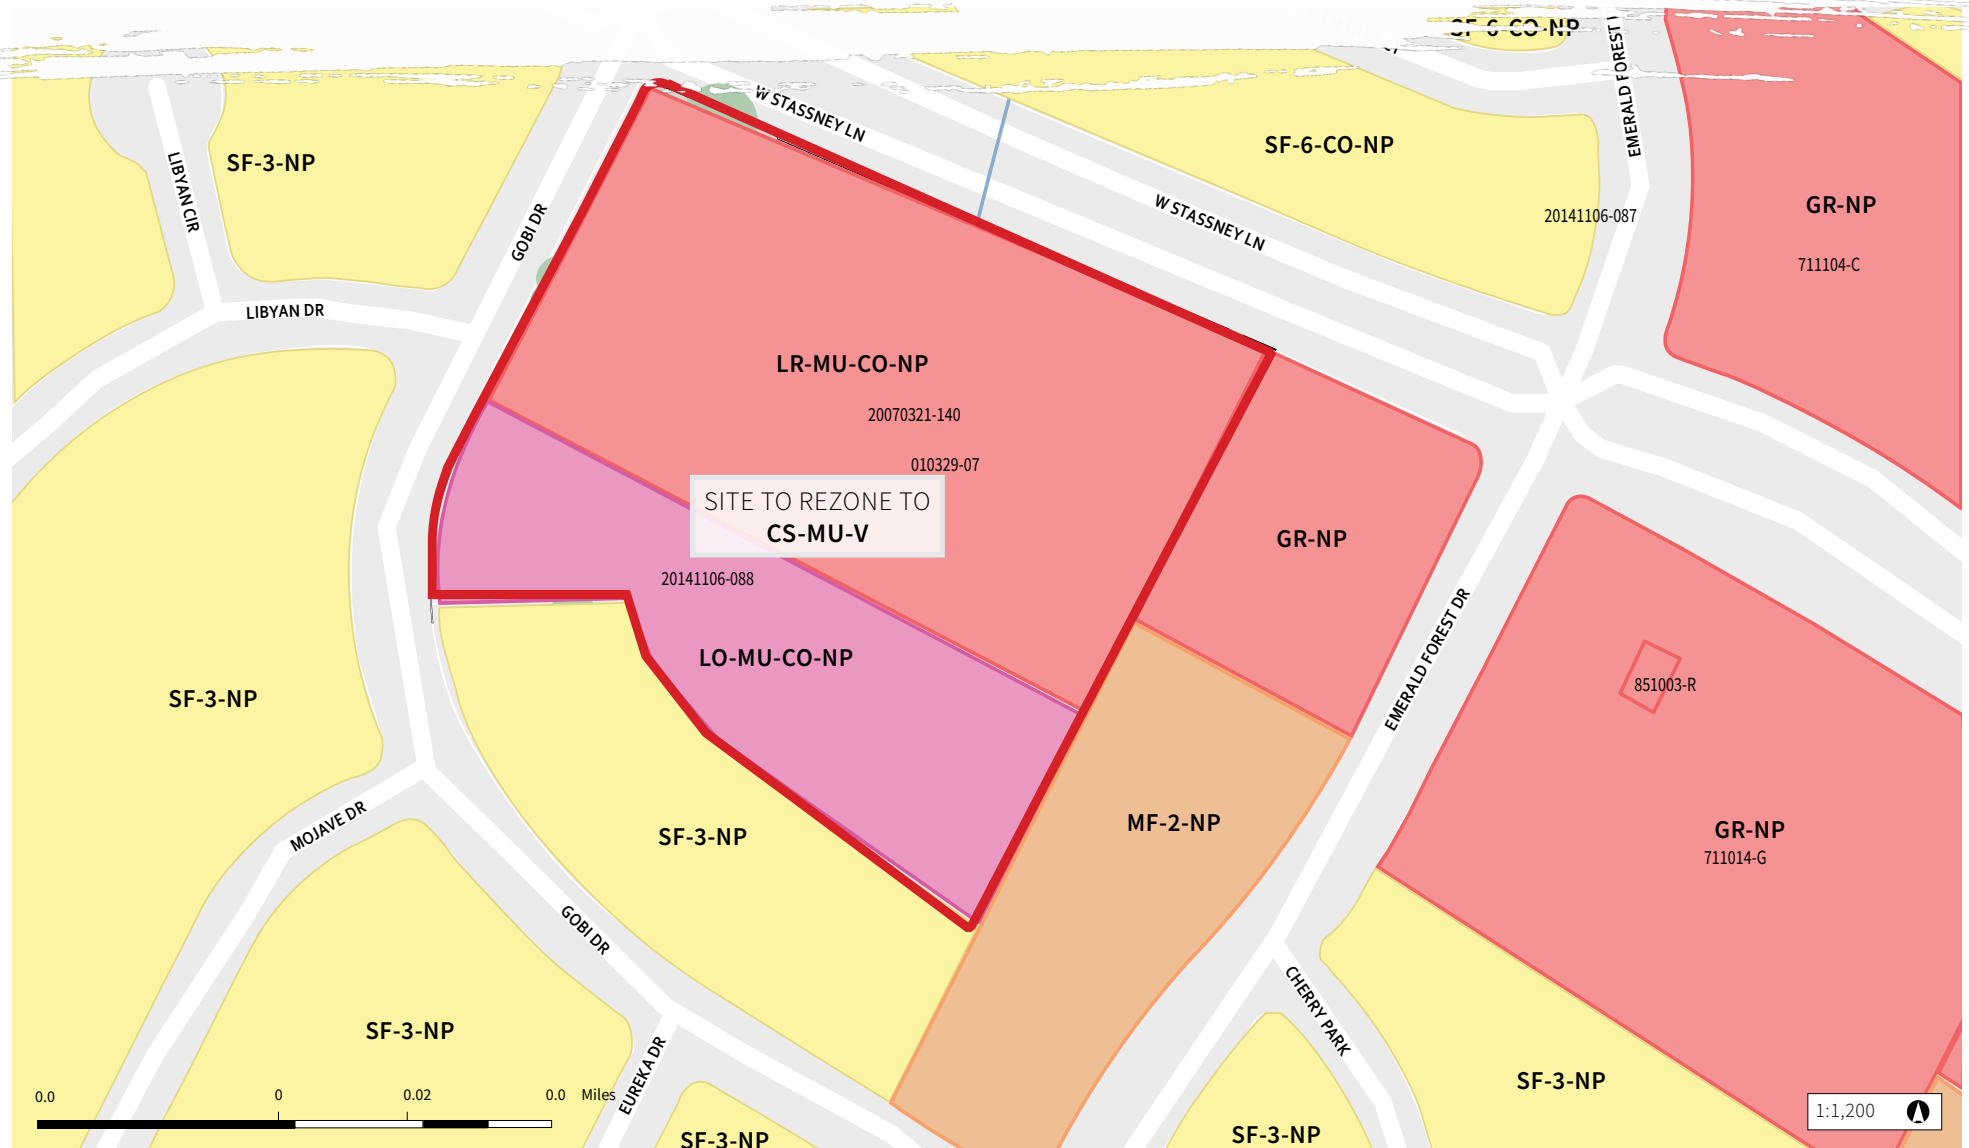 SF-6-CO-NP
W STASSNEY LN
EMERALD FOREST
SF-6-CO-NP
SF-3-NP
LIBYAN CIR
GOBI DR
W STASSNEY LN
20141106-087
GR-NP
711104-C
LIBYAN DR
LR-MU-CO-NP
20070321-140
010329-07
SITE TO REZONE TO
CS-MU-V
GR-NP
20141106-088
LO-MU-CO-NP
EMERALD FOREST DR
851003-R
SF-3-NP
MOJAVE DR
SF-3-NP
MF-2-NP
GR-NP
711014-G
GOBI DR
CHERRY PARK
SF-3-NP
EUREKA DR
SF-3-NP
SF-3-NP
SF-3-NP
0.0 0 0.02 0.0 Miles
1:1,200